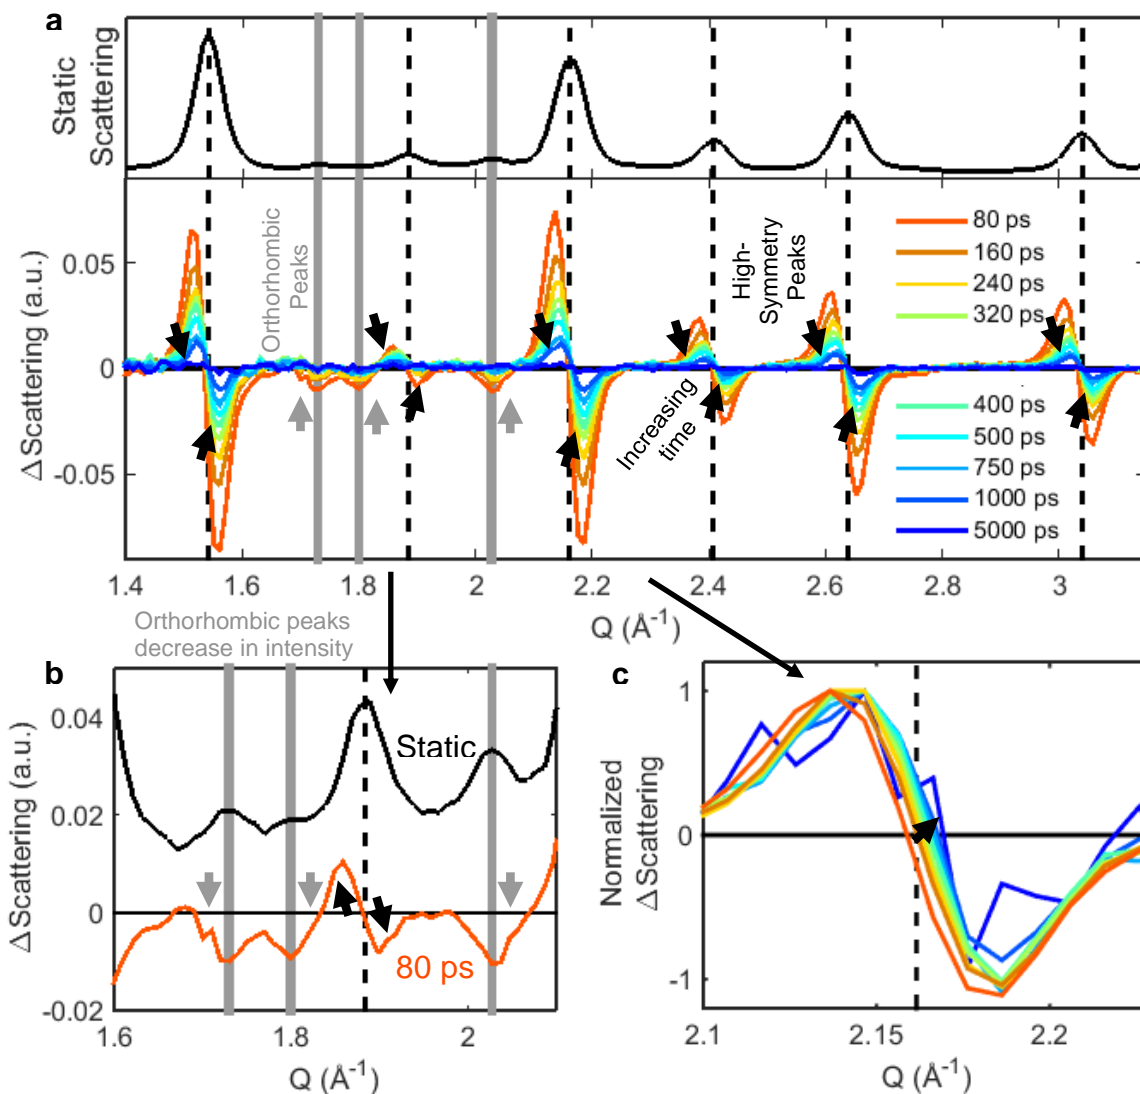 a
Static
Scattering
ΔScattering (a.u.)
0.05
0
-0.05
Orthorhombic
Peaks
High-
Symmetry
Peaks
Increasing
time
80 ps
160 ps
240 ps
320 ps
400 ps
500 ps
750 ps
1000 ps
5000 ps
1.4 1.6 1.8 2 2.2 2.4 2.6 2.8 3
Q (Å-1)
Orthorhombic peaks
decrease in intensity
b
ΔScattering (a.u.)
0.04
0.02
0
-0.02
Static
80 ps
1.6 1.8 2
Q (Å-1)
c
Normalized
ΔScattering
1
0
-1
2.1 2.15 2.2
Q (Å-1)